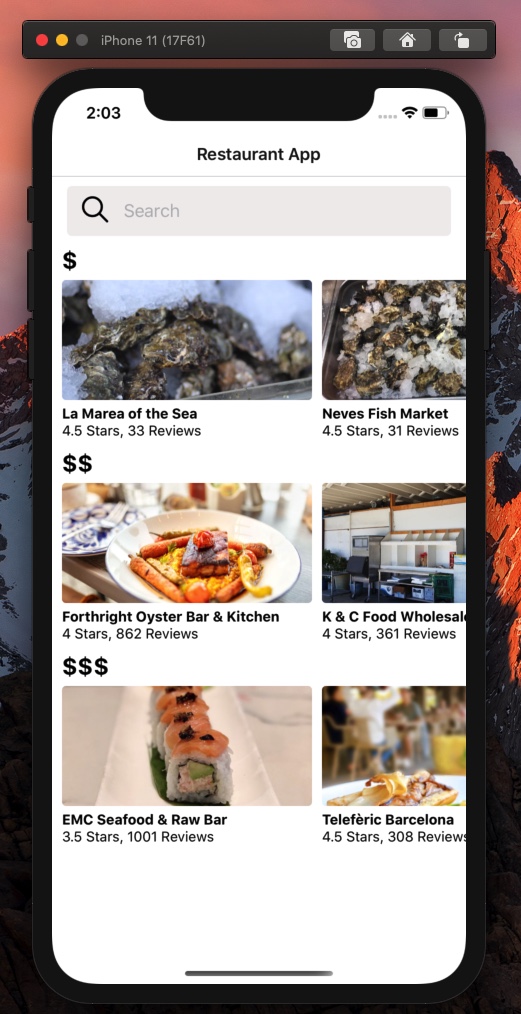 iPhone 11 (17F61)
2:03
Restaurant App
Search
$
La Marea of the Sea
4.5 Stars, 33 Reviews
Neves Fish Market
4.5 Stars, 31 Reviews
$$
Forthright Oyster Bar & Kitchen
4 Stars, 862 Reviews
K & C Food Wholesale
4 Stars, 361 Reviews
$$$
EMC Seafood & Raw Bar
3.5 Stars, 1001 Reviews
Telefèric Barcelona
4.5 Stars, 308 Reviews